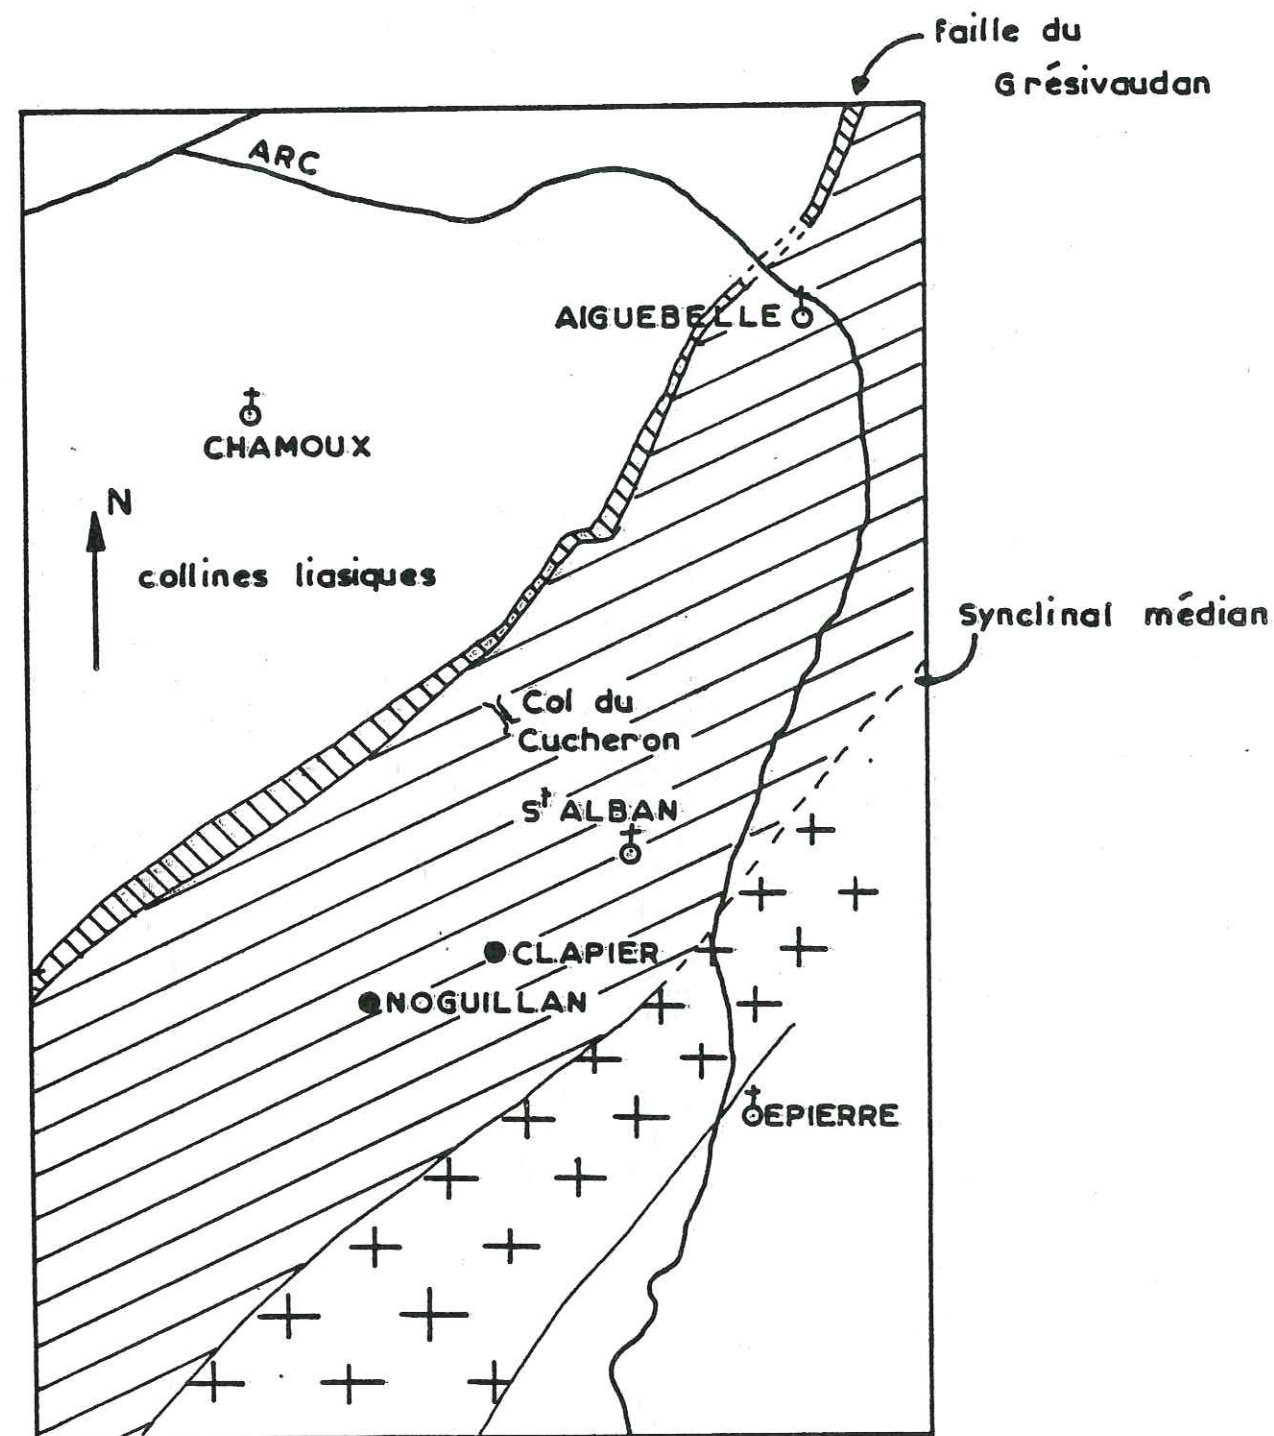 Faille du
Grésivaudan
ARC
AIGUEBELLE
CHAMOUX
N
collines liasiques
Synclinal médian
Col du
Cucheron
St ALBAN
CLAPIER
NOGUILLAN
EPIERRE